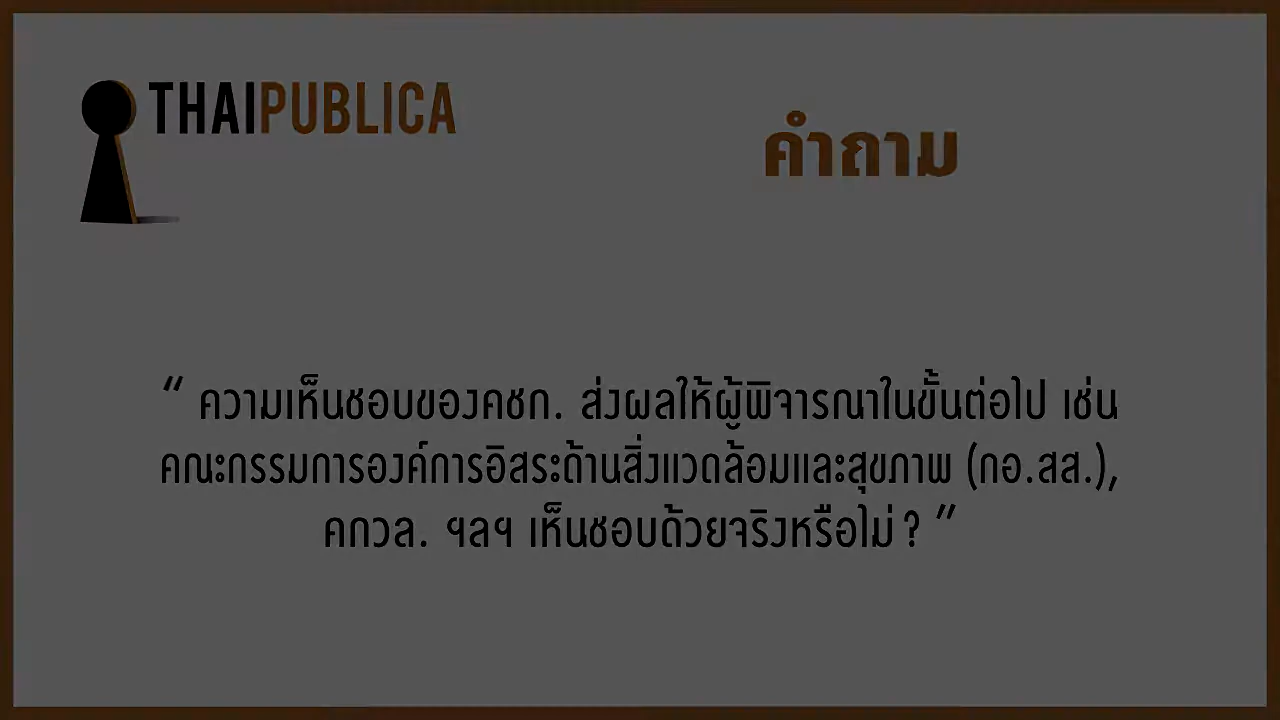 THAIPUBLICA
คำถาม
“ ความเห็นชอบของคชก. ส่งผลให้ผู้พิจารณาในขั้นต่อไป เช่น
คณะกรรมการองค์การอิสระด้านสิ่งแวดล้อมและสุขภาพ (กอ.สส.),
คกวล. ฯลฯ เห็นชอบด้วยจริงหรือไม่ ? ”